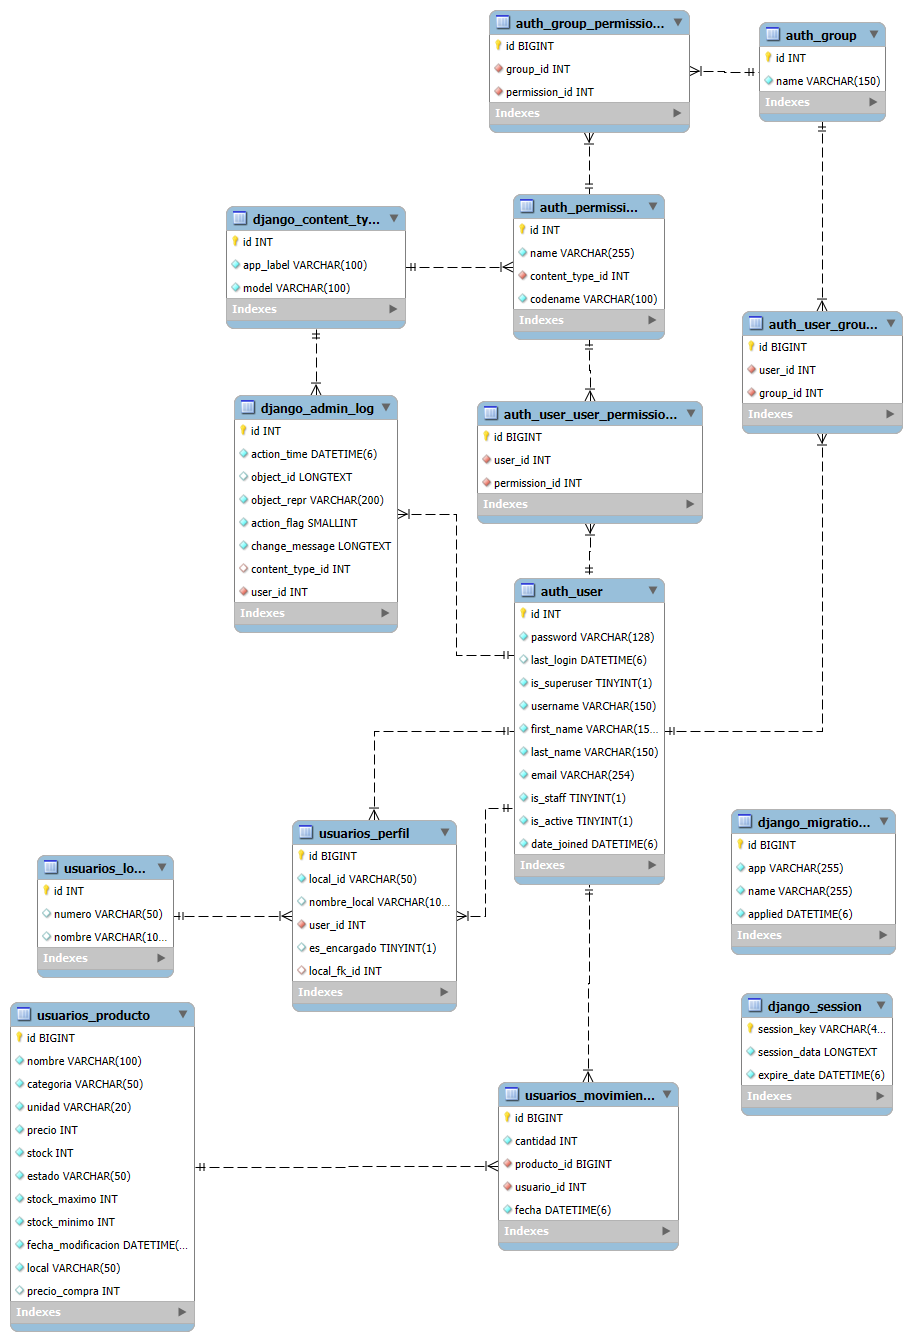 auth_group_permissio...
id BIGINT
group_id INT
permission_id INT
Indexes
auth_group
id INT
name VARCHAR(150)
Indexes
django_content_ty...
id INT
app_label VARCHAR(100)
model VARCHAR(100)
Indexes
auth_permissi...
id INT
name VARCHAR(255)
content_type_id INT
codename VARCHAR(100)
Indexes
auth_user_grou...
id BIGINT
user_id INT
group_id INT
Indexes
django_admin_log
id INT
action_time DATETIME(6)
object_id LONGTEXT
object_repr VARCHAR(200)
action_flag SMALLINT
change_message LONGTEXT
content_type_id INT
user_id INT
Indexes
auth_user_user_permissio...
id BIGINT
user_id INT
permission_id INT
Indexes
auth_user
id INT
password VARCHAR(128)
last_login DATETIME(6)
is_superuser TINYINT(1)
username VARCHAR(150)
first_name VARCHAR(15...
last_name VARCHAR(150)
email VARCHAR(254)
is_staff TINYINT(1)
is_active TINYINT(1)
date_joined DATETIME(6)
Indexes
usuarios_perfil
id BIGINT
local_id VARCHAR(50)
nombre_local VARCHAR(10...
user_id INT
es_encargado TINYINT(1)
local_fk_id INT
Indexes
usuarios_lo...
id INT
numero VARCHAR(50)
nombre VARCHAR(10...
Indexes
django_migratio...
id BIGINT
app VARCHAR(255)
name VARCHAR(255)
applied DATETIME(6)
Indexes
django_session
session_key VARCHAR(4...
session_data LONGTEXT
expire_date DATETIME(6)
Indexes
usuarios_producto
id BIGINT
nombre VARCHAR(100)
categoria VARCHAR(50)
unidad VARCHAR(20)
precio INT
stock INT
estado VARCHAR(50)
stock_maximo INT
stock_minimo INT
fecha_modificacion DATETIME(...
local VARCHAR(50)
precio_compra INT
Indexes
usuarios_movimien...
id BIGINT
cantidad INT
producto_id BIGINT
usuario_id INT
fecha DATETIME(6)
Indexes